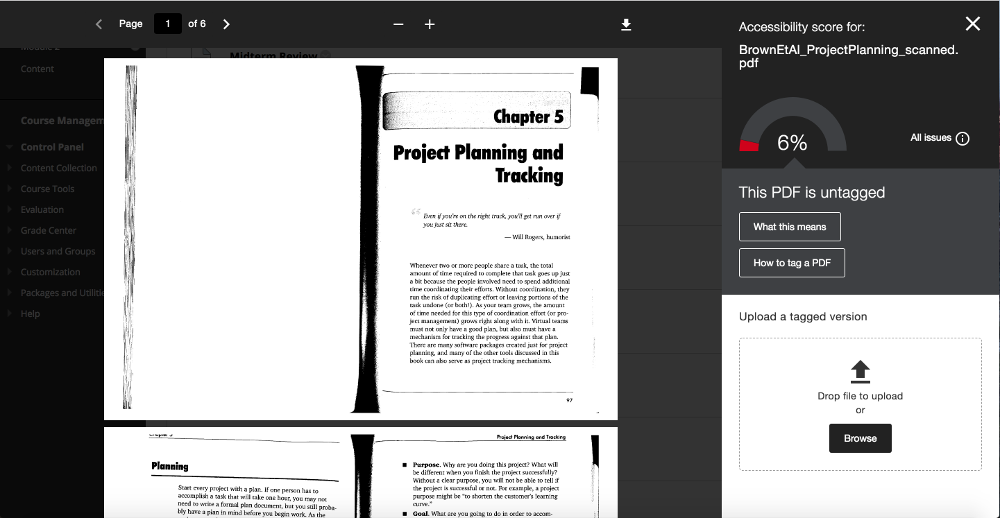 Page 1 of 6
Accessibility score for:
BrownEtAl_ProjectPlanning_scanned.
pdf
6%
All issues
This PDF is untagged
What this means
How to tag a PDF
Upload a tagged version
Drop file to upload
or
Browse
Module 2
Content
Course Managem
Control Panel
Content Collection
Course Tools
Evaluation
Grade Center
Users and Groups
Customization
Packages and Utilitie
Help
Midterm Review
Chapter 5
Project Planning and
Tracking
“ Even if you’re on the right track, you’ll get run over if
you just sit there.
— Will Rogers, humorist
Whenever two or more people share a task, the total
amount of time required to complete that task goes up just
a bit because the people involved need to spend additional
time coordinating their efforts. Without coordination, they
run the risk of duplicating effort or leaving portions of the
task undone (or both!). As your team grows, the amount
of time needed for this type of coordination effort (or pro-
ject management) grows right along with it. Virtual teams
must not only have a good plan, but also must have a
mechanism for tracking the progress against that plan.
There are many software packages created just for project
planning, and many of the other tools discussed in this
book can also serve as project tracking mechanisms.
97
Chapter 5
Planning
Start every project with a plan. If one person has to
accomplish a task that will take one hour, you may not
need to write a formal plan document, but you still proba-
bly have a plan in mind before you begin work. As the
Project Planning and Tracking
■ Purpose. Why are you doing this project? What will
be different when you finish the project successfully?
Without a clear purpose, you will not be able to tell if
the project is successful or not. For example, a project
purpose might be “to shorten the customer’s learning
curve.”
■ Goal. What are you going to do in order to accom-